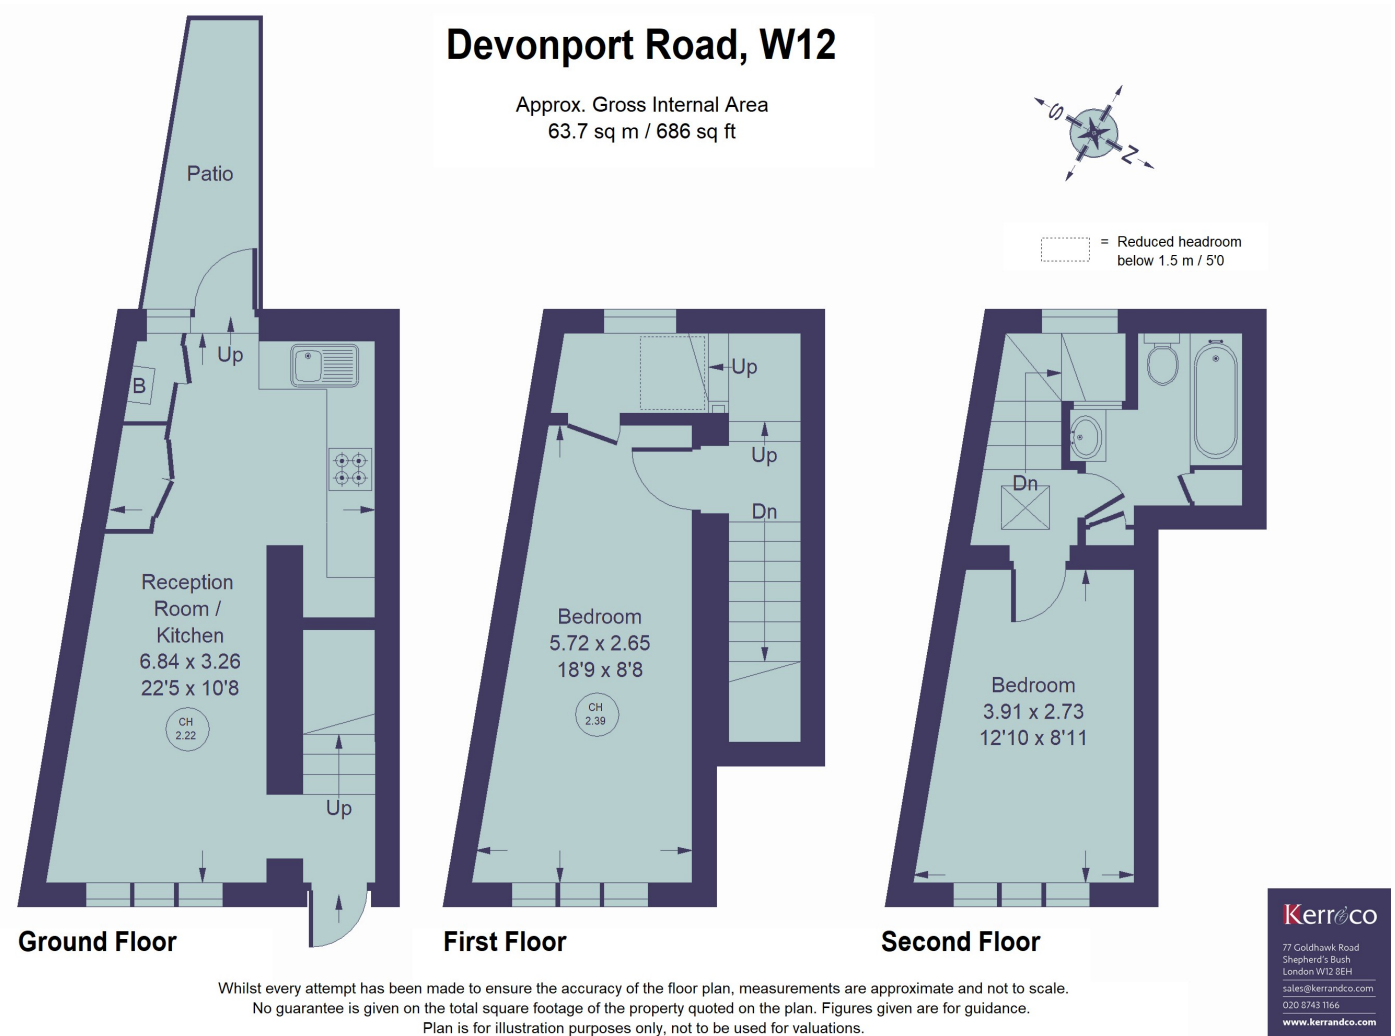 Devonport Road, W12
Approx. Gross Internal Area
63.7 sq m / 686 sq ft
S
N
= Reduced headroom
below 1.5 m / 5'0
Patio
Up
B
Reception
Room /
Kitchen
6.84 x 3.26
22'5 x 10'8
CH
2.22
Up
Ground Floor
Up
Up
Dn
Bedroom
5.72 x 2.65
18'9 x 8'8
CH
2.39
First Floor
Dn
Bedroom
3.91 x 2.73
12'10 x 8'11
Second Floor
Kerr&co
77 Goldhawk Road
Shepherd's Bush
London W12 8EH
sales@kerrandco.com
020 8743 1166
www.kerrandco.com
Whilst every attempt has been made to ensure the accuracy of the floor plan, measurements are approximate and not to scale.
No guarantee is given on the total square footage of the property quoted on the plan. Figures given are for guidance.
Plan is for illustration purposes only, not to be used for valuations.